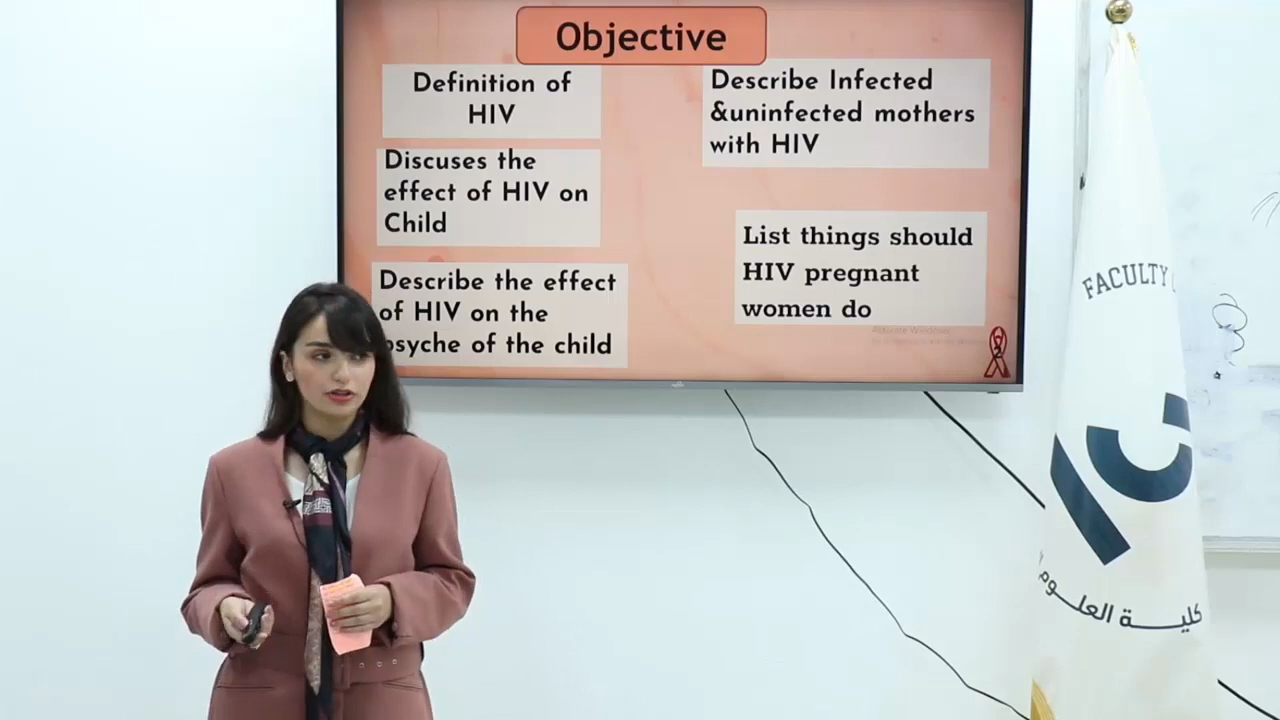 Objective
Definition of
HIV
Discuses the
effect of HIV on
Child
Describe the effect
of HIV on the
psyche of the child
Describe Infected
&uninfected mothers
with HIV
List things should
HIV pregnant
women do
Activate Windows
2
FACULTY
كلية العلوم